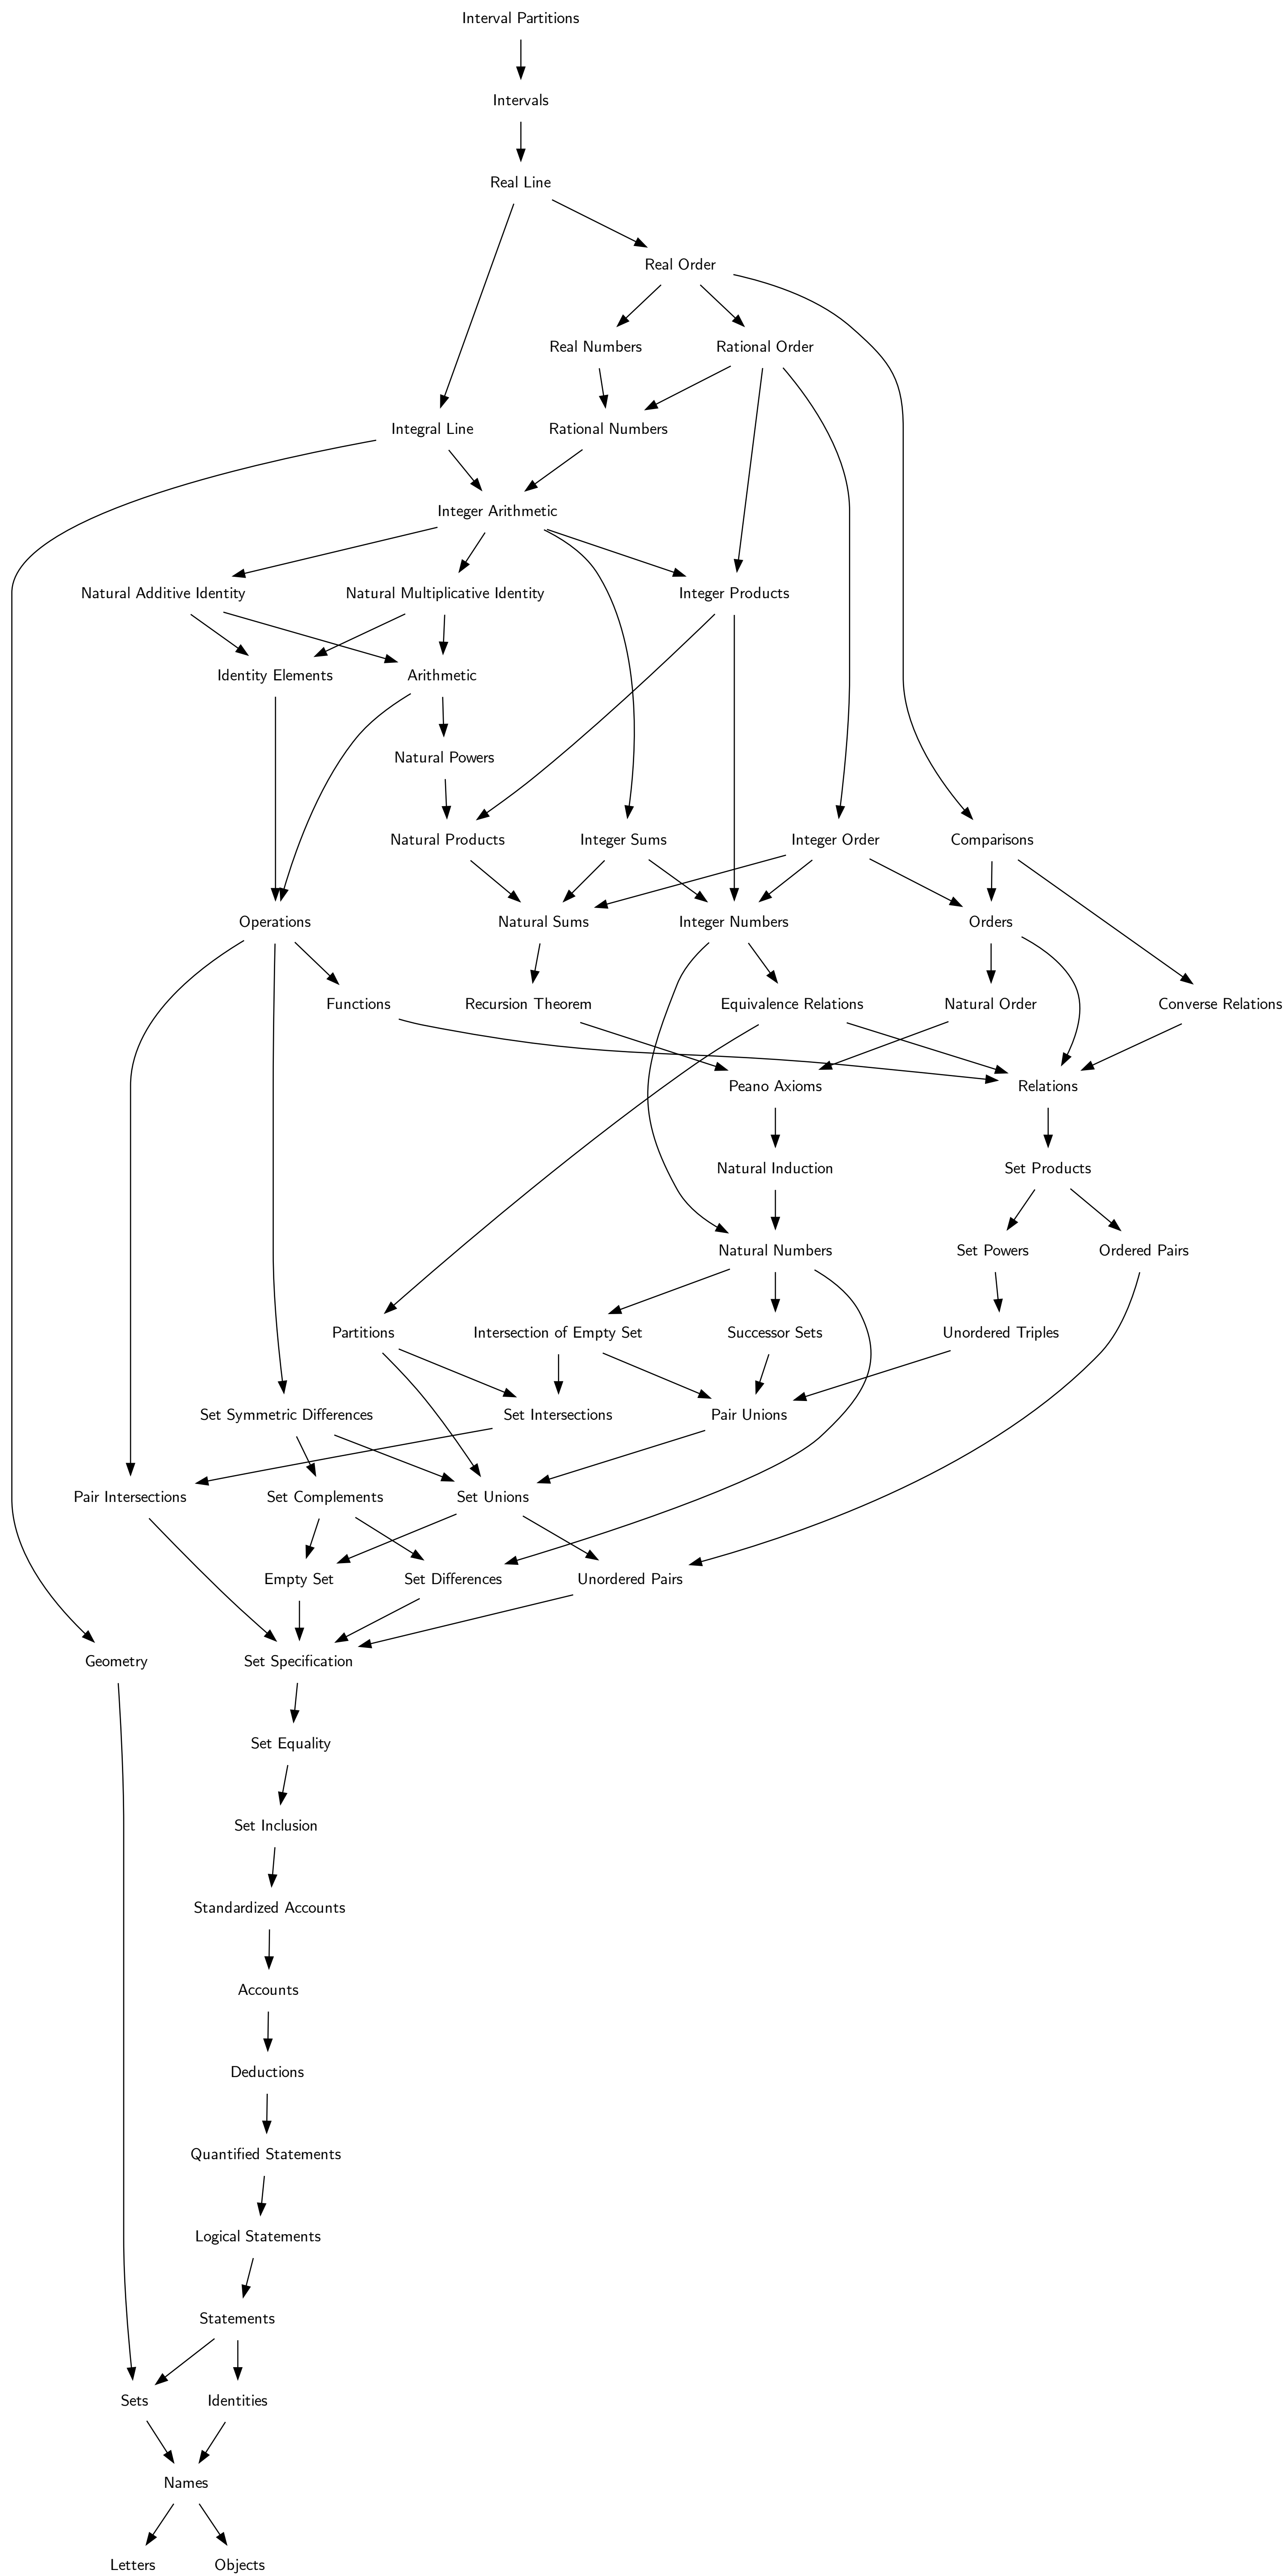 Interval Partitions
Intervals
Real Line
Real Order
Real Numbers
Rational Order
Integral Line
Rational Numbers
Integer Arithmetic
Natural Additive Identity
Natural Multiplicative Identity
Integer Products
Identity Elements
Arithmetic
Natural Powers
Natural Products
Integer Sums
Integer Order
Comparisons
Operations
Natural Sums
Integer Numbers
Orders
Functions
Recursion Theorem
Equivalence Relations
Natural Order
Converse Relations
Peano Axioms
Relations
Natural Induction
Set Products
Natural Numbers
Set Powers
Ordered Pairs
Partitions
Intersection of Empty Set
Successor Sets
Unordered Triples
Set Symmetric Differences
Set Intersections
Pair Unions
Pair Intersections
Set Complements
Set Unions
Empty Set
Set Differences
Unordered Pairs
Geometry
Set Specification
Set Equality
Set Inclusion
Standardized Accounts
Accounts
Deductions
Quantified Statements
Logical Statements
Statements
Sets
Identities
Names
Letters
Objects